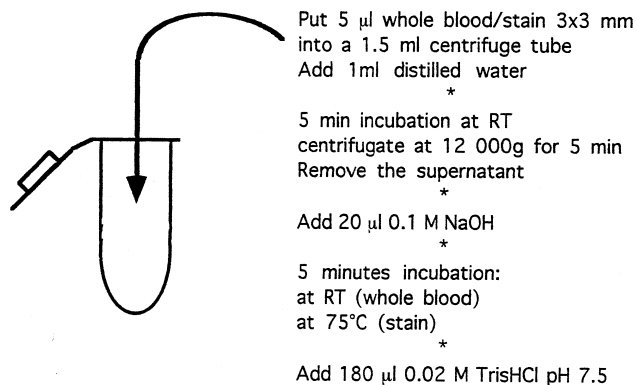 Put 5 µl whole blood/stain 3x3 mm
into a 1.5 ml centrifuge tube
Add 1ml distilled water
*
5 min incubation at RT
centrifugate at 12 000g for 5 min
Remove the supernatant
*
Add 20 µl 0.1 M NaOH
*
5 minutes incubation:
at RT (whole blood)
at 75°C (stain)
*
Add 180 µl 0.02 M TrisHCl pH 7.5